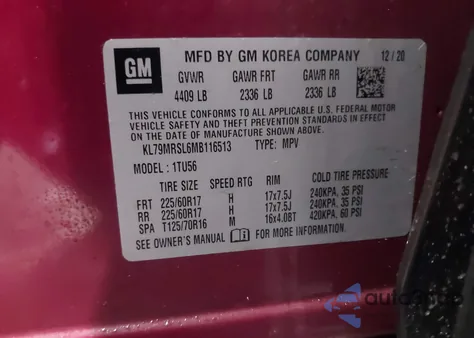 GM
MFD BY GM KOREA COMPANY 12/20
GVWR GAWR FRT GAWR RR
4409 LB 2336 LB 2336 LB
THIS VEHICLE CONFORMS TO ALL APPLICABLE U.S. FEDERAL MOTOR
VEHICLE SAFETY, BUMPER, AND THEFT PREVENTION STANDARDS
IN EFFECT ON THE DATE OF MANUFACTURE SHOWN ABOVE.
KL79MRSL6MB116513 TYPE: MPV
MODEL: 1TU56
TIRE SIZE SPEED RTG RIM COLD TIRE PRESSURE
FRT 225/60R17 H 17x7.5J 240KPA, 35 PSI
RR 225/60R17 H 17x7.5J 240KPA, 35 PSI
SPA T125/70R16 M 16x4.0BT 420KPA, 60 PSI
SEE OWNER'S MANUAL FOR MORE INFORMATION